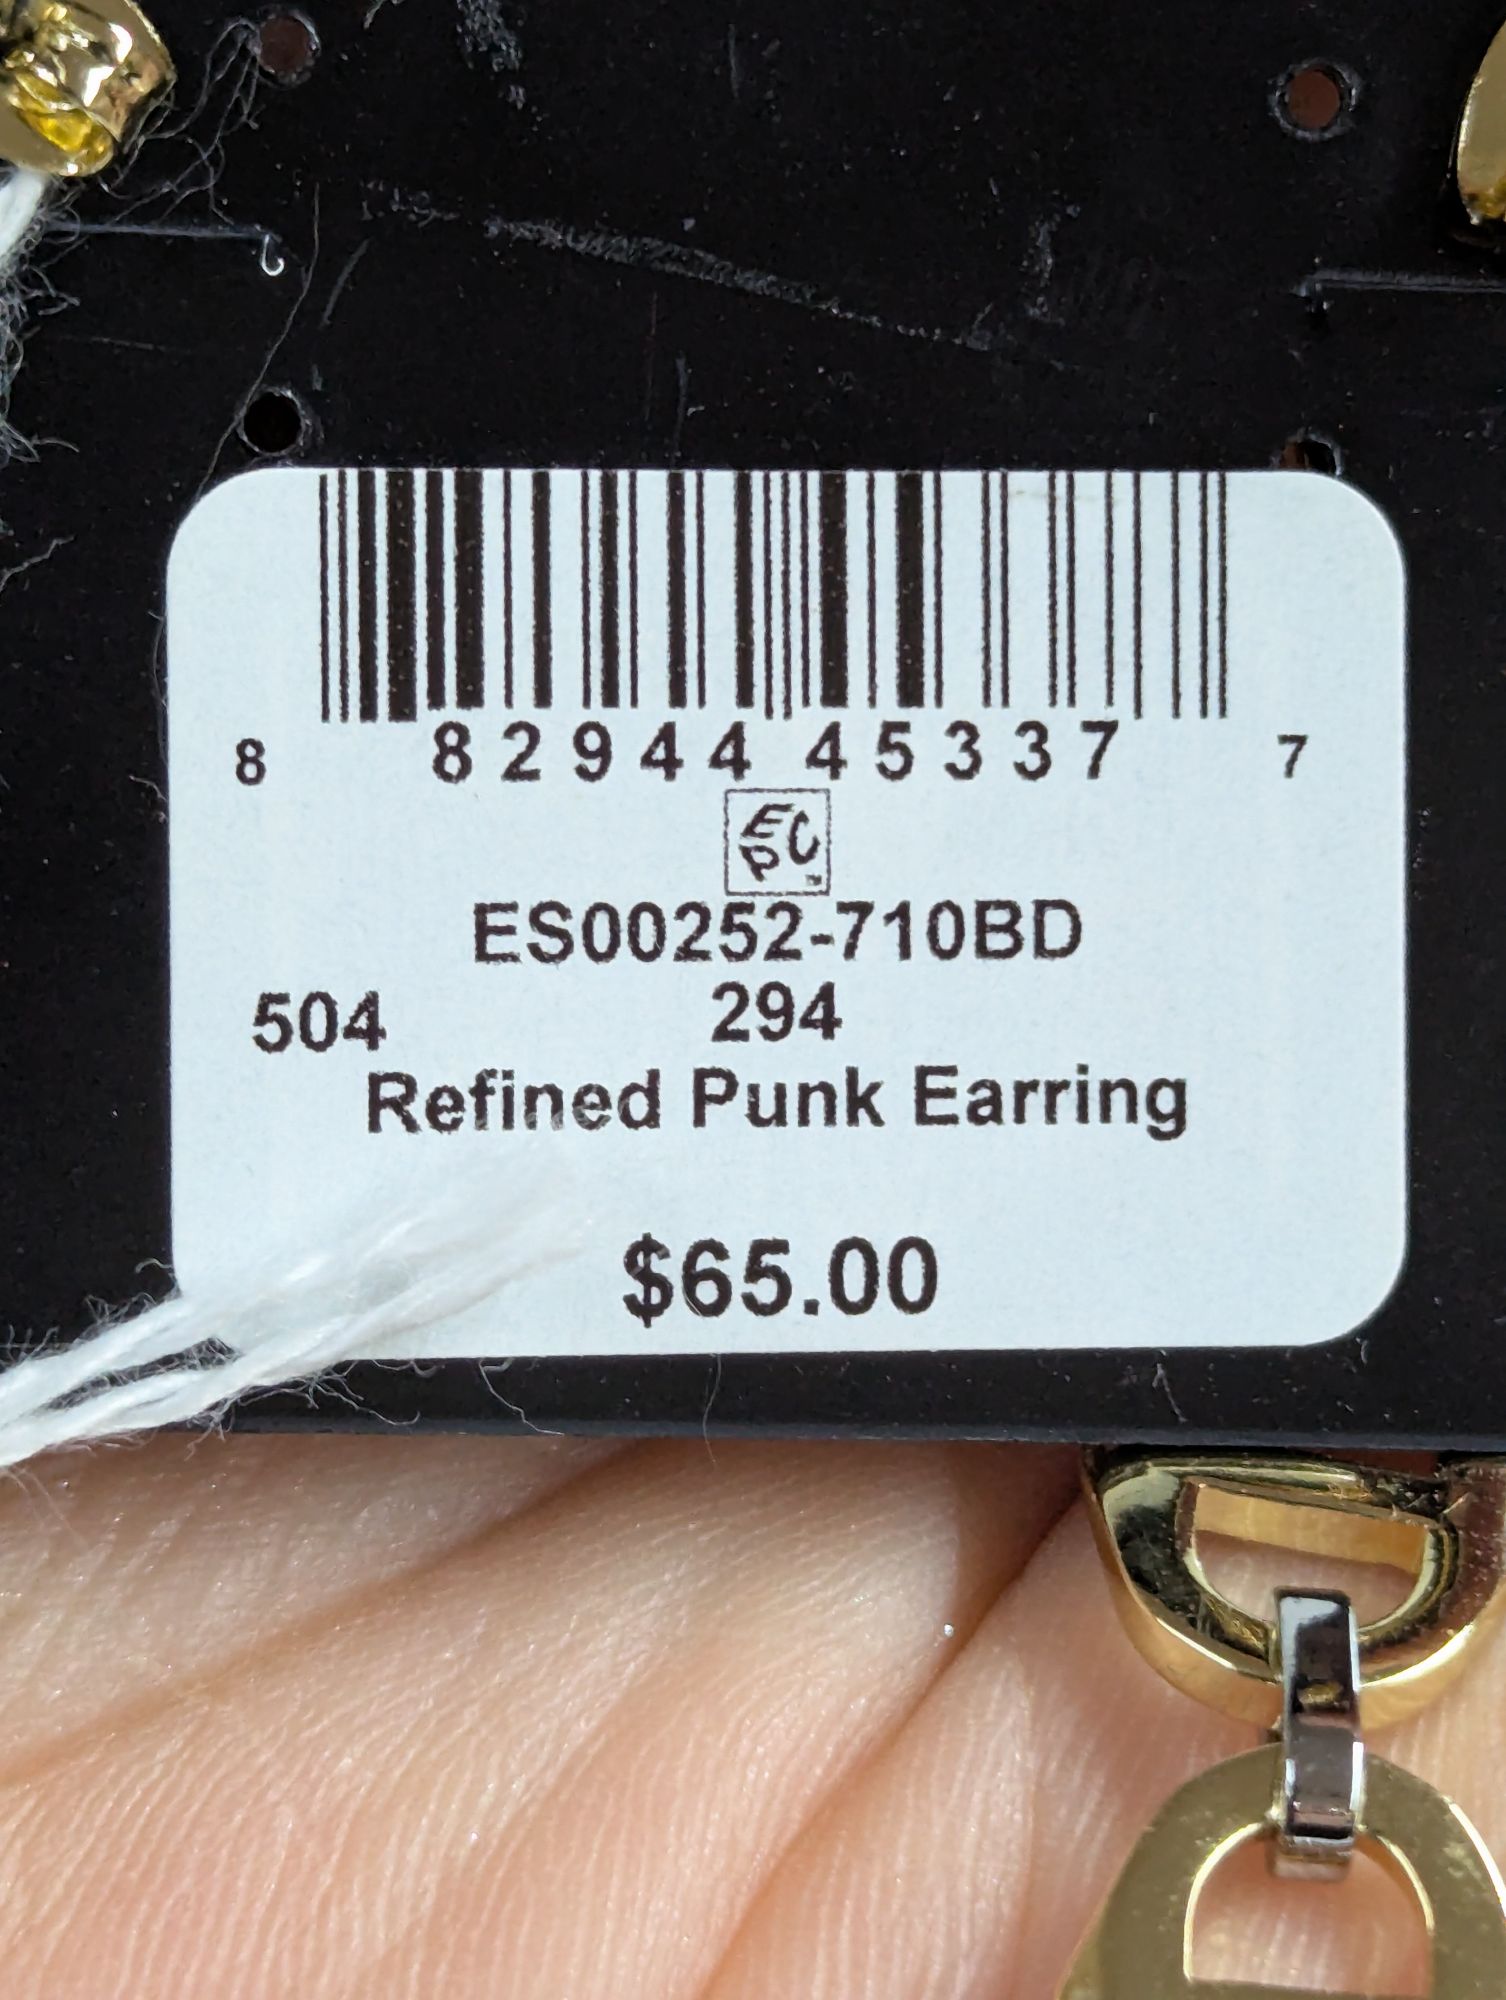 8 82944 45337 7
EPC
ES00252-710BD
504 294
Refined Punk Earring
$65.00